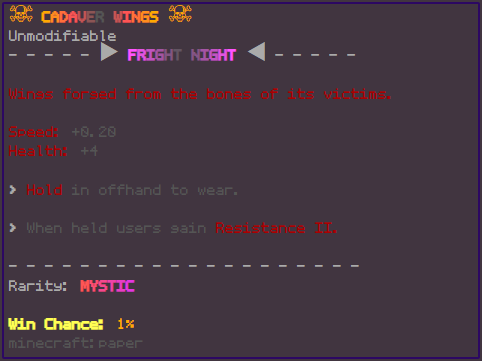 ☠ CADAVER WINGS ☠
Unmodifiable
- - - - - ▶ FRIGHT NIGHT ◀ - - - - -
Wings forged from the bones of its victims.
Speed: +0.20
Health: +4
> Hold in offhand to wear.
> When held users gain Resistance II.
- - - - - - - - - - - - - - - - - - - - -
Rarity: MYSTIC
Win Chance: 1%
minecraft:paper